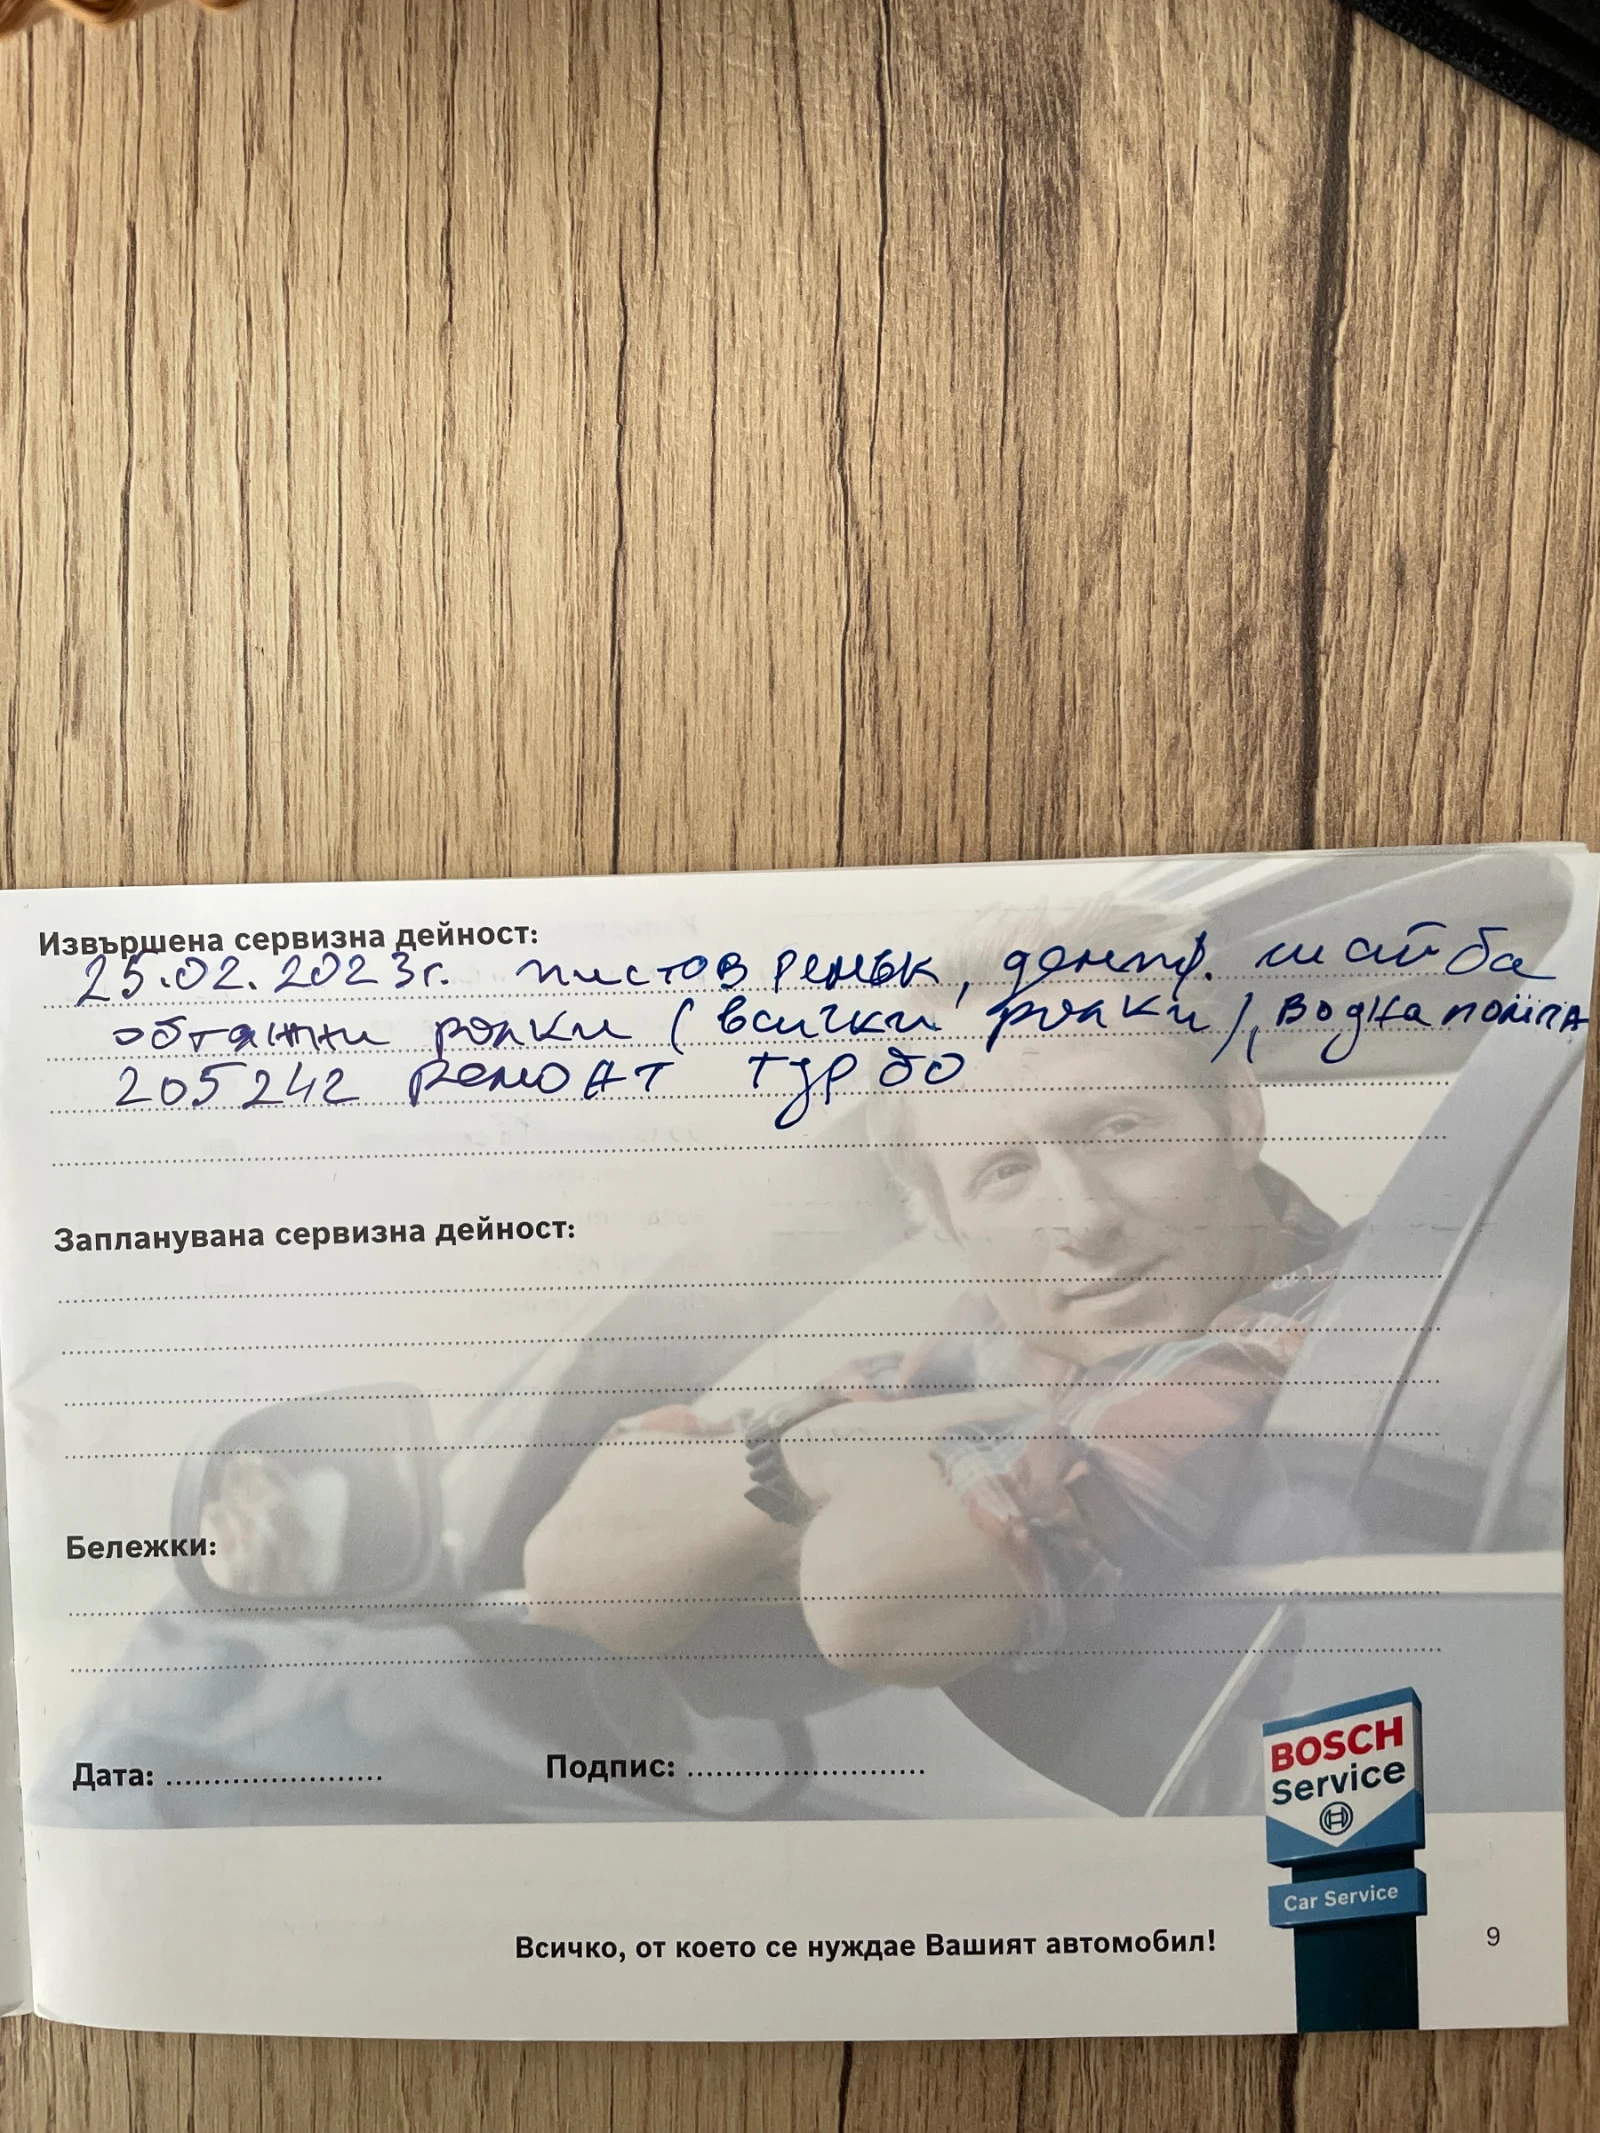 Извършена сервизна дейност:
25.02.2023г. пистов ремък, демпф. шайба
обтяжни ролки (всички ролки), водна помпа
205242 ремонт турбо
Запланувана сервизна дейност:
Бележки:
Дата: ........................ Подпис: ..........................
BOSCH
Service
Car Service
Всичко, от което се нуждае Вашият автомобил!
9